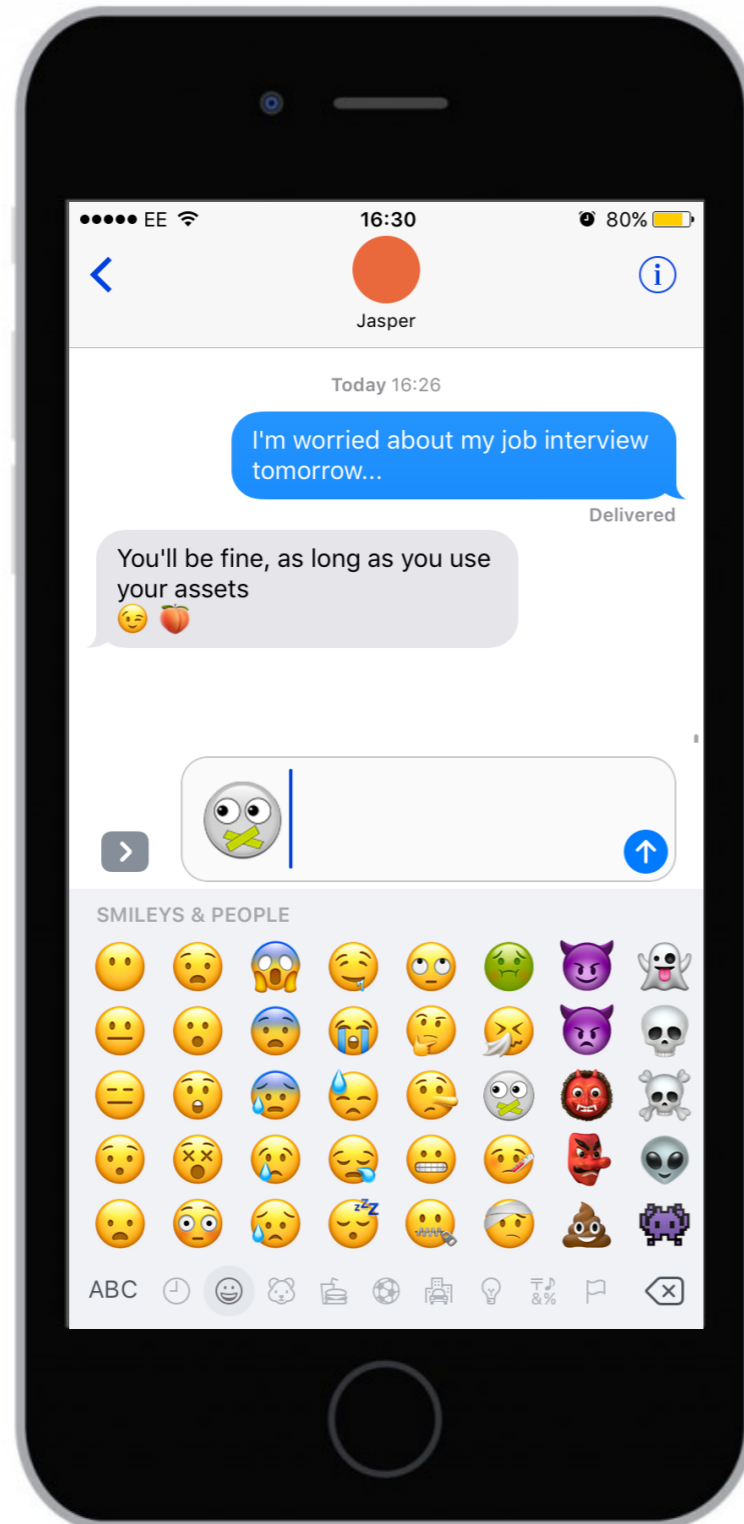 EE 16:30 80%
Jasper
Today 16:26
I'm worried about my job interview
tomorrow...
Delivered
You'll be fine, as long as you use
your assets
😉 🍑
SMILEYS & PEOPLE
zZZ
ABC
&%